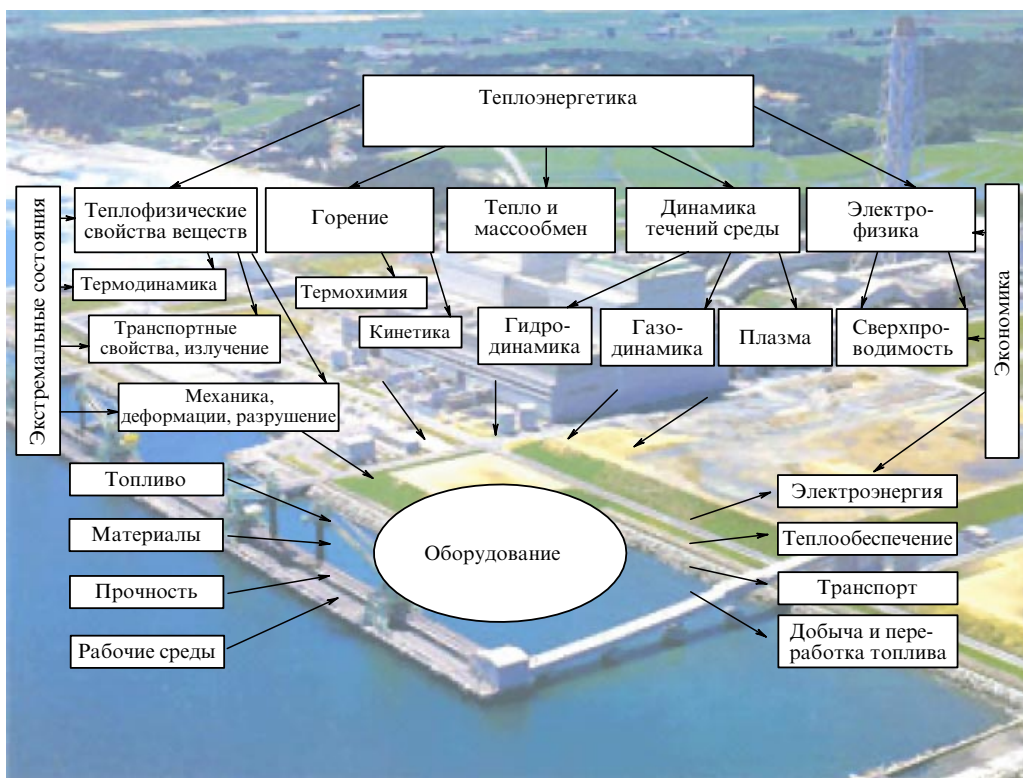 Теплоэнергетика
Теплофизические
свойства веществ
Горение
Тепло и
массообмен
Динамика
течений среды
Электро-
физика
Экстремальные состояния
Экономика
Термодинамика
Термохимия
Транспортные
свойства, излучение
Кинетика
Гидро-
динамика
Газо-
динамика
Плазма
Сверхпро-
водимость
Механика,
деформации, разрушение
Топливо
Материалы
Прочность
Рабочие среды
Оборудование
Электроэнергия
Теплообеспечение
Транспорт
Добыча и пере-
работка топлива